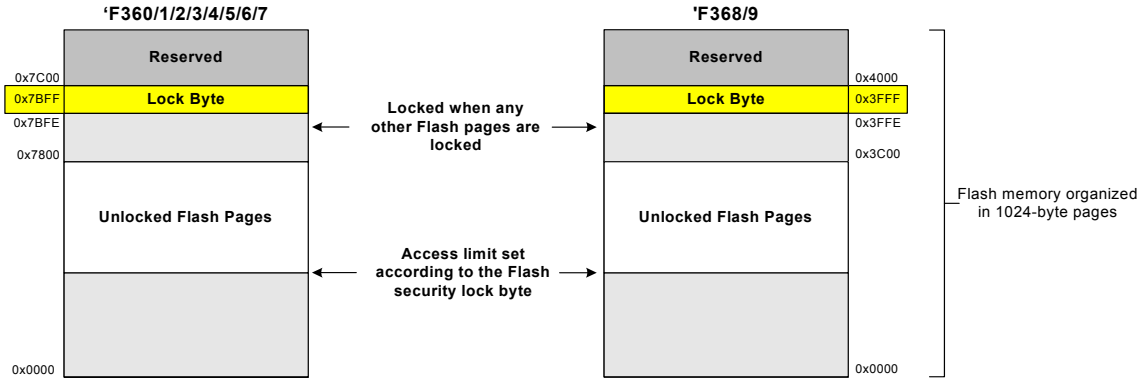 ‘F360/1/2/3/4/5/6/7
Reserved
0x7C00
0x7BFF
Lock Byte
0x7BFE
0x7800
Unlocked Flash Pages
0x0000
Locked when any
other Flash pages are
locked
Access limit set
according to the Flash
security lock byte
'F368/9
Reserved
0x4000
Lock Byte
0x3FFF
0x3FFE
0x3C00
Unlocked Flash Pages
0x0000
Flash memory organized
in 1024-byte pages